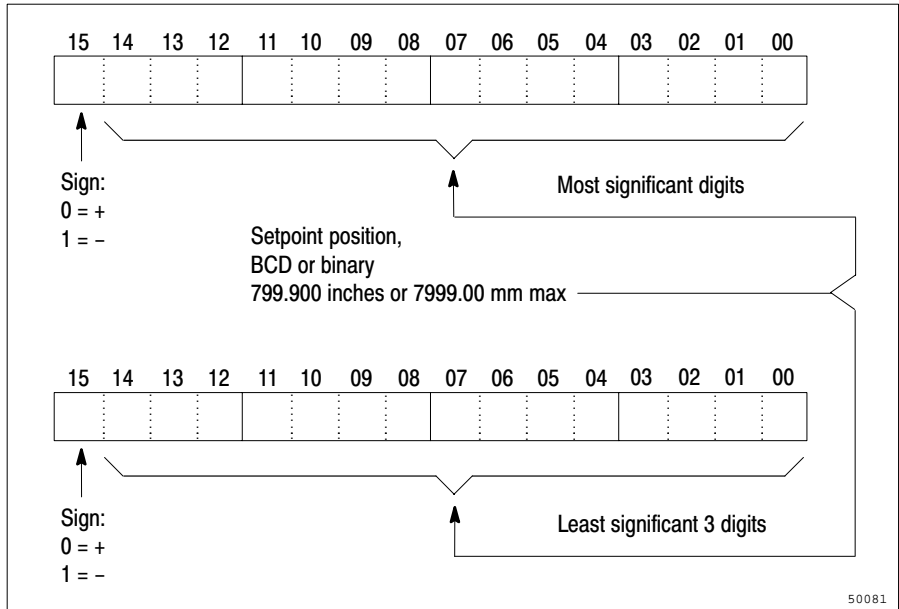 15 14 13 12 11 10 09 08 07 06 05 04 03 02 01 00
Sign:
0 = +
1 = –
Most significant digits
Setpoint position,
BCD or binary
799.900 inches or 7999.00 mm max
15 14 13 12 11 10 09 08 07 06 05 04 03 02 01 00
Sign:
0 = +
1 = –
Least significant 3 digits
50081